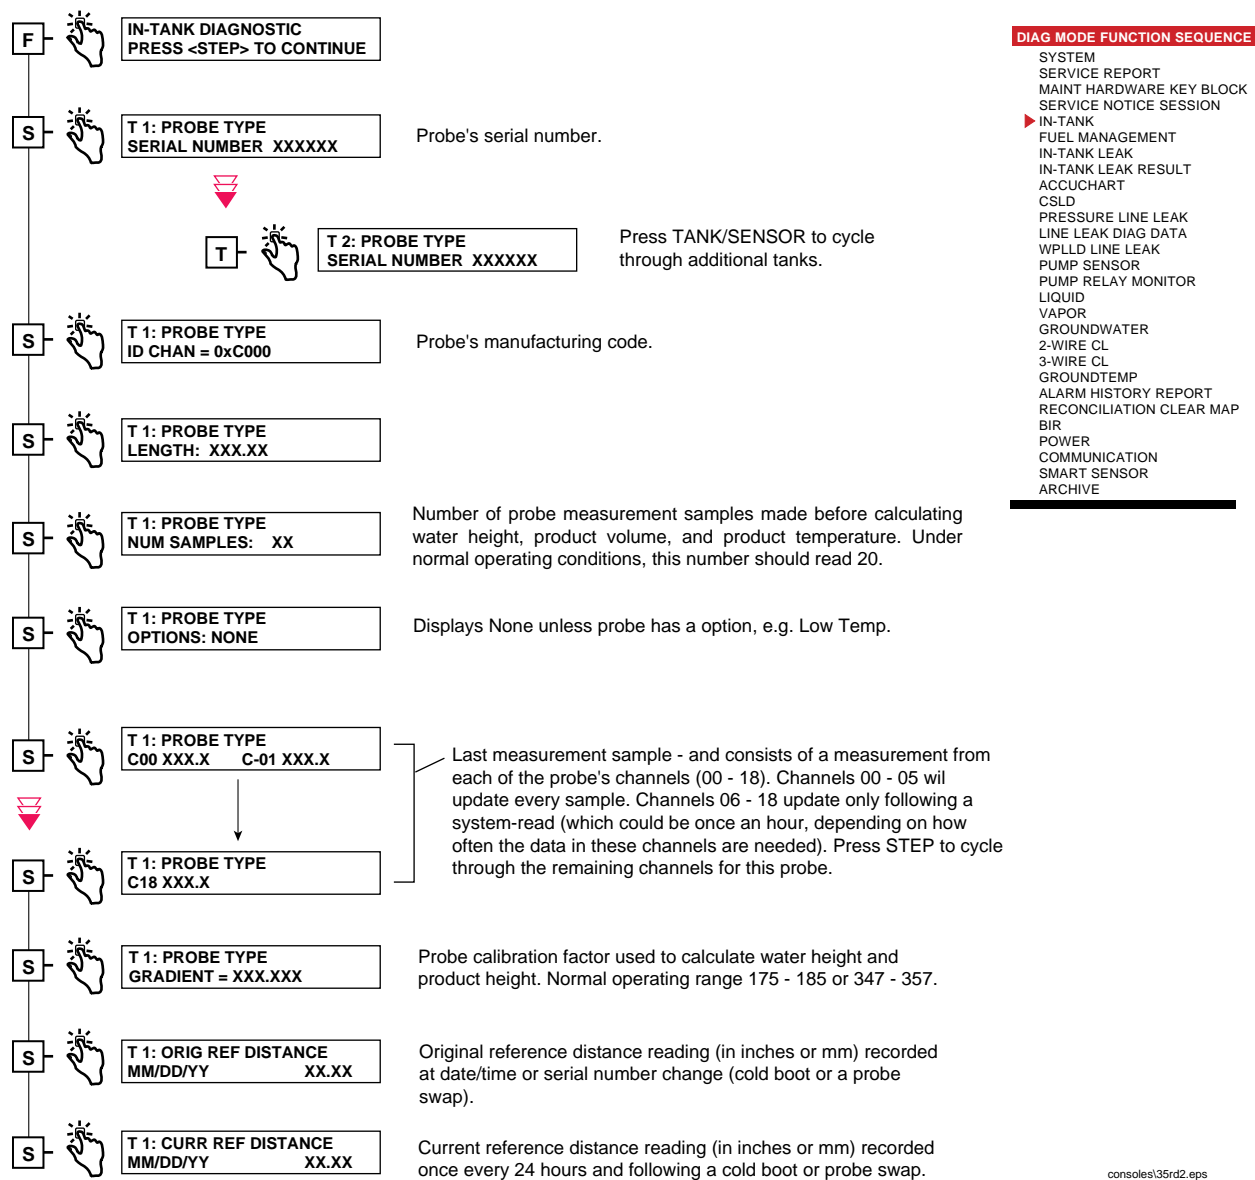 F
IN-TANK DIAGNOSTIC
PRESS <STEP> TO CONTINUE
S
T 1: PROBE TYPE
SERIAL NUMBER XXXXXX
Probe's serial number.
T
T 2: PROBE TYPE
SERIAL NUMBER XXXXXX
Press TANK/SENSOR to cycle
through additional tanks.
S
T 1: PROBE TYPE
ID CHAN = 0xC000
Probe's manufacturing code.
S
T 1: PROBE TYPE
LENGTH: XXX.XX
S
T 1: PROBE TYPE
NUM SAMPLES: XX
Number of probe measurement samples made before calculating
water height, product volume, and product temperature. Under
normal operating conditions, this number should read 20.
S
T 1: PROBE TYPE
OPTIONS: NONE
Displays None unless probe has a option, e.g. Low Temp.
S
T 1: PROBE TYPE
C00 XXX.X C-01 XXX.X
S
T 1: PROBE TYPE
C18 XXX.X
Last measurement sample - and consists of a measurement from
each of the probe's channels (00 - 18). Channels 00 - 05 wil
update every sample. Channels 06 - 18 update only following a
system-read (which could be once an hour, depending on how
often the data in these channels are needed). Press STEP to cycle
through the remaining channels for this probe.
S
T 1: PROBE TYPE
GRADIENT = XXX.XXX
Probe calibration factor used to calculate water height and
product height. Normal operating range 175 - 185 or 347 - 357.
S
T 1: ORIG REF DISTANCE
MM/DD/YY XX.XX
Original reference distance reading (in inches or mm) recorded
at date/time or serial number change (cold boot or a probe
swap).
S
T 1: CURR REF DISTANCE
MM/DD/YY XX.XX
Current reference distance reading (in inches or mm) recorded
once every 24 hours and following a cold boot or probe swap.
DIAG MODE FUNCTION SEQUENCE
SYSTEM
SERVICE REPORT
MAINT HARDWARE KEY BLOCK
SERVICE NOTICE SESSION
IN-TANK
FUEL MANAGEMENT
IN-TANK LEAK
IN-TANK LEAK RESULT
ACCUCHART
CSLD
PRESSURE LINE LEAK
LINE LEAK DIAG DATA
WPLLD LINE LEAK
PUMP SENSOR
PUMP RELAY MONITOR
LIQUID
VAPOR
GROUNDWATER
2-WIRE CL
3-WIRE CL
GROUNDTEMP
ALARM HISTORY REPORT
RECONCILIATION CLEAR MAP
BIR
POWER
COMMUNICATION
SMART SENSOR
ARCHIVE
consoles\35rd2.eps